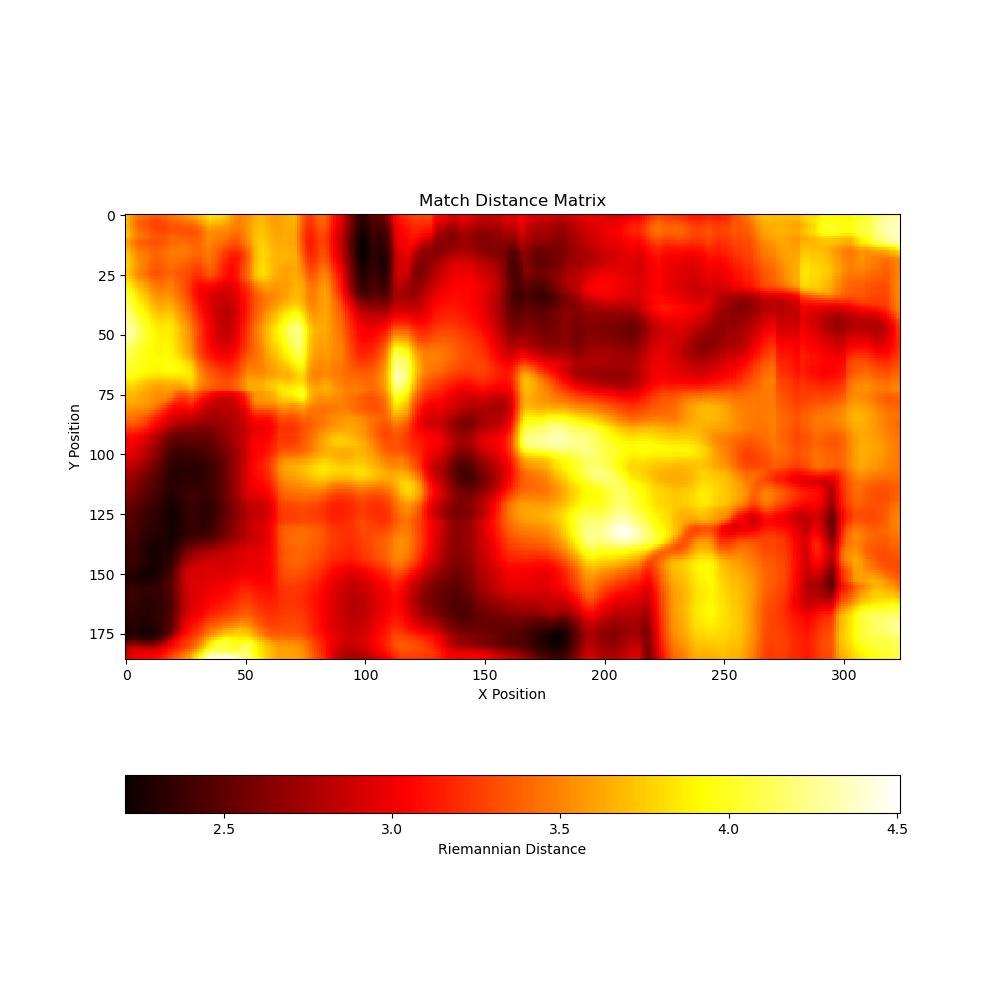 Match Distance Matrix
0
25
50
75
100
125
150
175
Y Position
0 50 100 150 200 250 300
X Position
2.5 3.0 3.5 4.0 4.5
Riemannian Distance